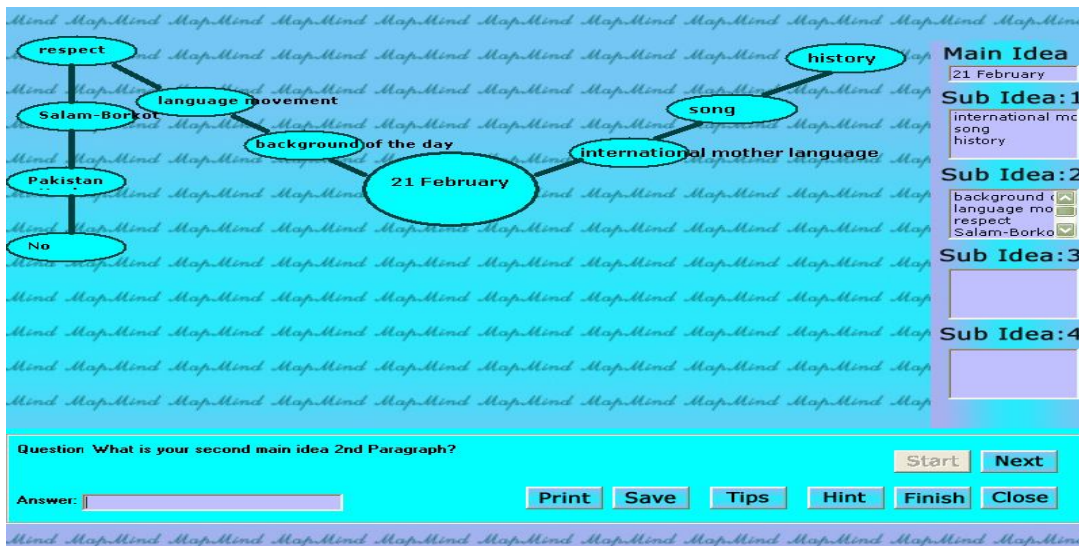 respect
language movement
Salam-Borkot
background of the day
Pakistan
No
21 February
international mother language
song
history
Main Idea
21 February
Sub Idea:1
international mo
song
history
Sub Idea:2
background
language mo
respect
Salam-Borko
Sub Idea:3
Sub Idea:4
Question What is your second main idea 2nd Paragraph?
Start Next
Answer:
Print Save Tips Hint Finish Close